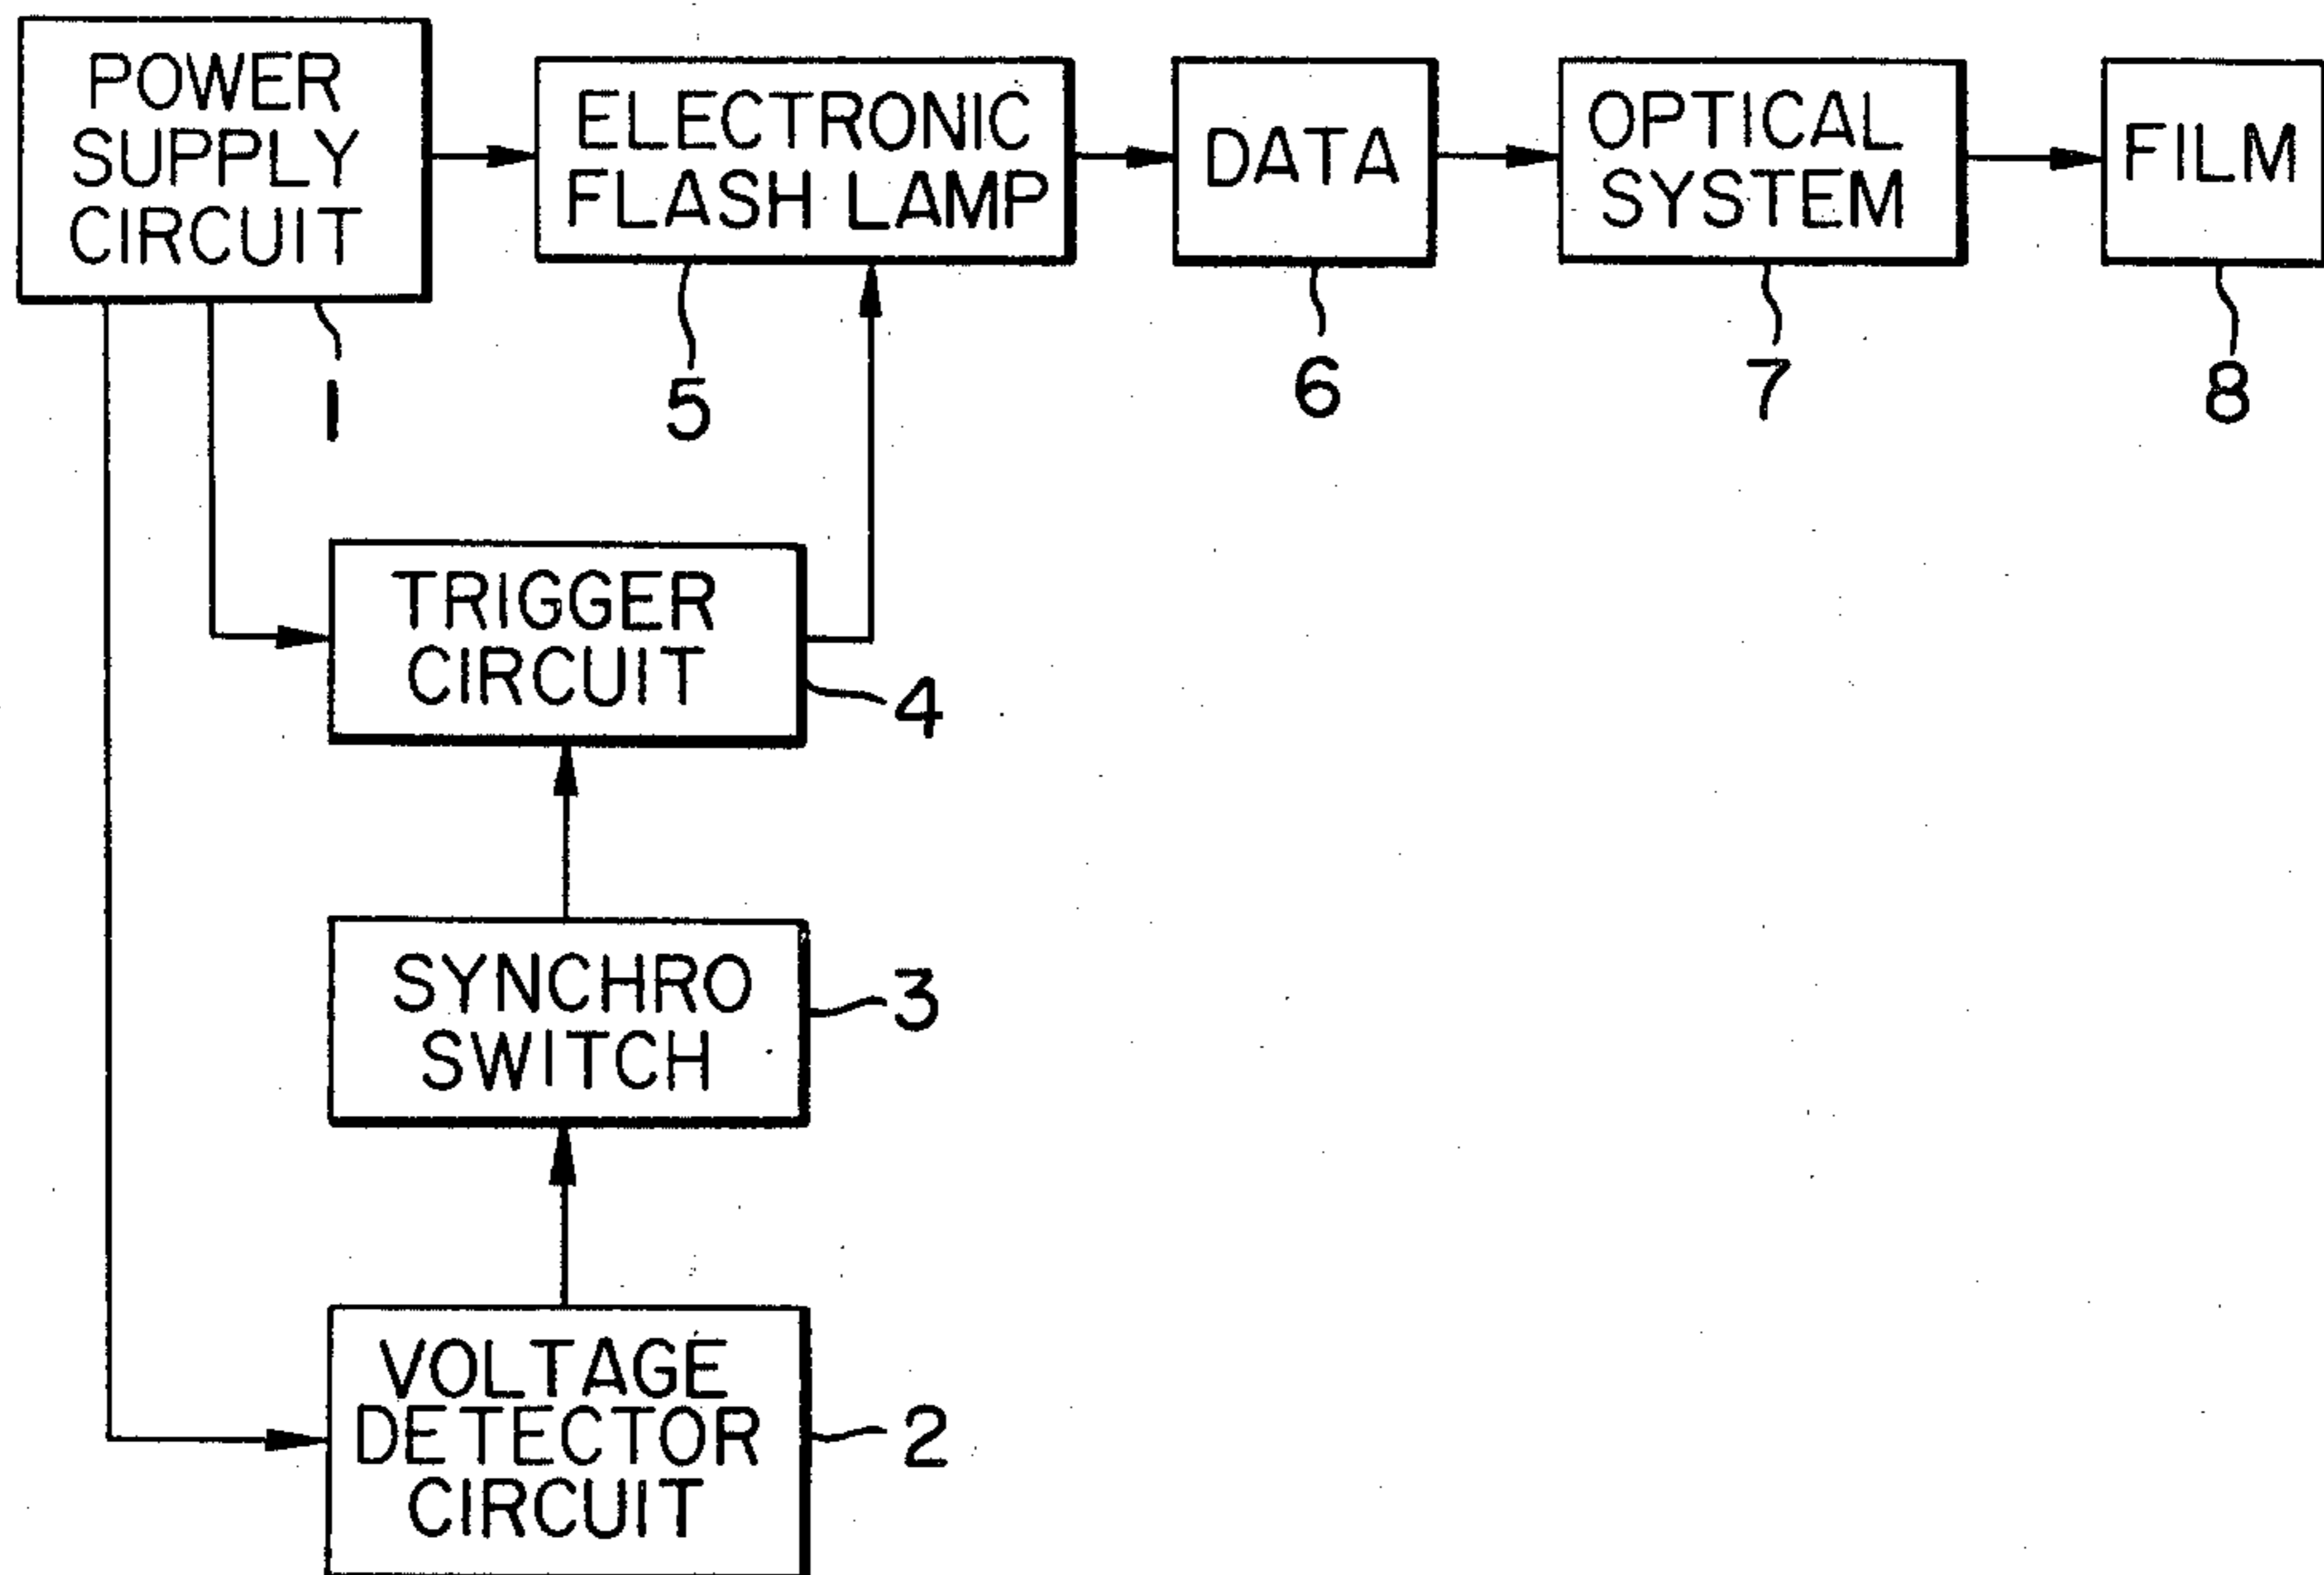 POWER
SUPPLY
CIRCUIT
1
ELECTRONIC
FLASH LAMP
5
DATA
6
OPTICAL
SYSTEM
7
FILM
8
TRIGGER
CIRCUIT
4
SYNCHRO
SWITCH
3
VOLTAGE
DETECTOR
CIRCUIT
2